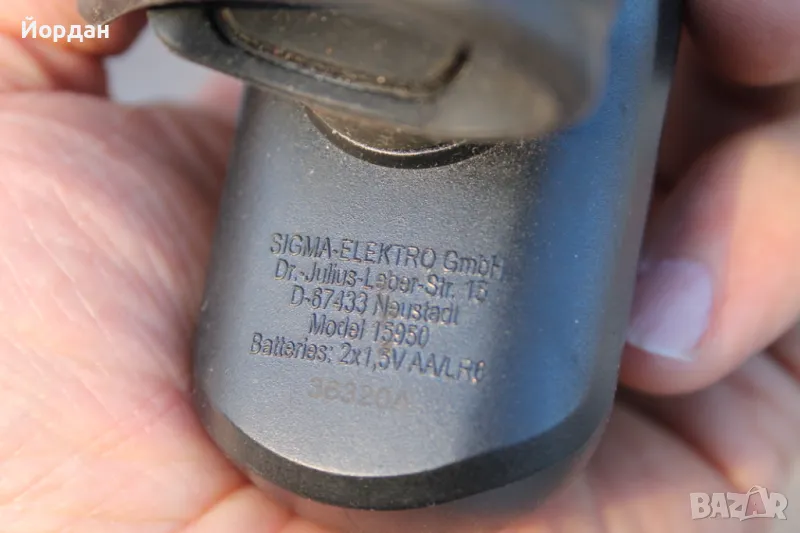 Йордан
SIGMA-ELEKTRO GmbH
Dr.-Julius-Leber-Str. 15
D-67433 Neustadt
Model 15950
Batteries: 2x1,5V AA/LR6
36320A
BAZAR